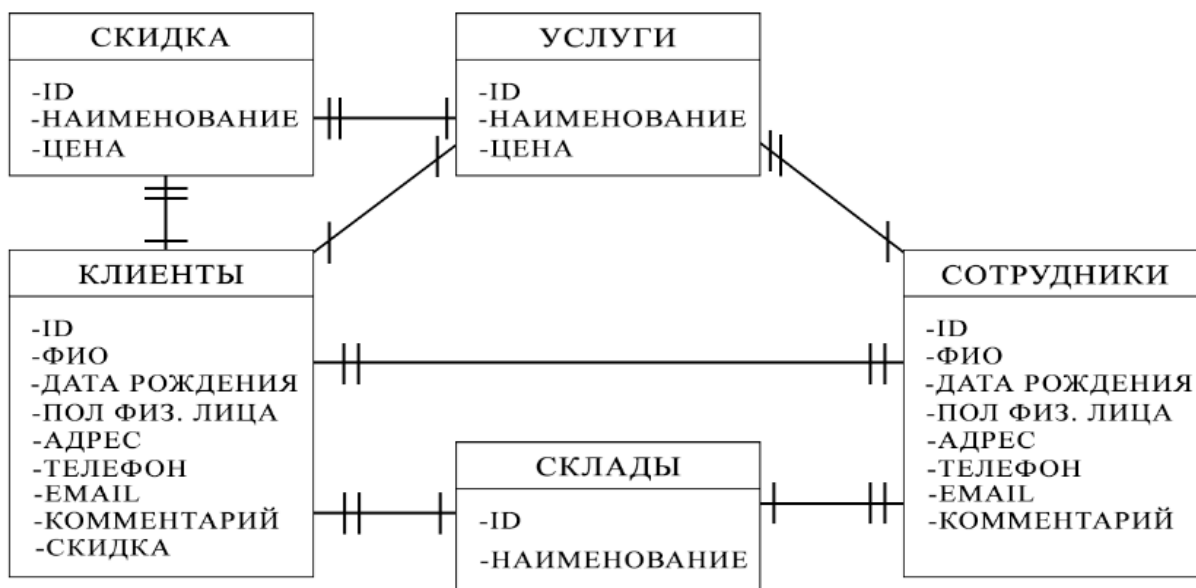 СКИДКА
-ID
-НАИМЕНОВАНИЕ
-ЦЕНА
УСЛУГИ
-ID
-НАИМЕНОВАНИЕ
-ЦЕНА
КЛИЕНТЫ
-ID
-ФИО
-ДАТА РОЖДЕНИЯ
-ПОЛ ФИЗ. ЛИЦА
-АДРЕС
-ТЕЛЕФОН
-EMAIL
-КОММЕНТАРИЙ
-СКИДКА
СКЛАДЫ
-ID
-НАИМЕНОВАНИЕ
СОТРУДНИКИ
-ID
-ФИО
-ДАТА РОЖДЕНИЯ
-ПОЛ ФИЗ. ЛИЦА
-АДРЕС
-ТЕЛЕФОН
-EMAIL
-КОММЕНТАРИЙ